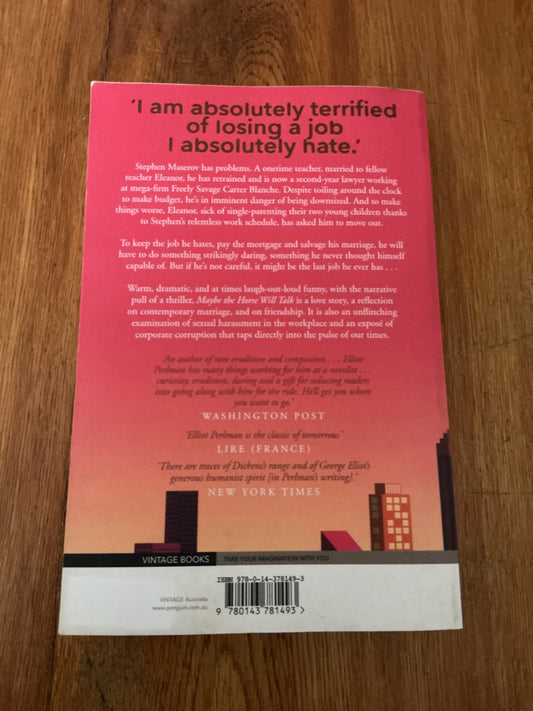 'I am absolutely terrified
of losing a job
I absolutely hate.'
Stephen Maserov has problems. A onetime teacher, married to fellow
teacher Eleanor, he has retrained and is now a second-year lawyer working
at mega-firm Freely Savage Carter Blanche. Despite toiling around the clock
to make budget, he's in imminent danger of being downsized. And to make
things worse, Eleanor, sick of single-parenting their two young children thanks
to Stephen's relentless work schedule, has asked him to move out.
To keep the job he hates, pay the mortgage and salvage his marriage, he will
have to do something strikingly daring, something he never thought himself
capable of. But if he's not careful, it might be the last job he ever has . . .
Warm, dramatic, and at times laugh-out-loud funny, with the narrative
pull of a thriller, Maybe the Horse Will Talk is a love story, a reflection
on contemporary marriage, and on friendship. It is also an unflinching
examination of sexual harassment in the workplace and an exposé of
corporate corruption that taps directly into the pulse of our times.
'An author of rare erudition and compassion . . . Elliot
Perlman has many things working for him as a novelist . . .
curiosity, erudition, daring and a gift for seducing readers
into going along with him for the ride. He'll get you where
you want to go.'
WASHINGTON POST
'Elliot Perlman is the classic of tomorrow.'
LIRE (FRANCE)
'There are traces of Dickens's range and of George Eliot's
generous humanist spirit [in Perlman's writing].'
NEW YORK TIMES
VINTAGE BOOKS TAKE YOUR IMAGINATION WITH YOU
ISBN 978-0-14-378149-3
VINTAGE Australia
www.penguin.com.au
9 780143 781493 >